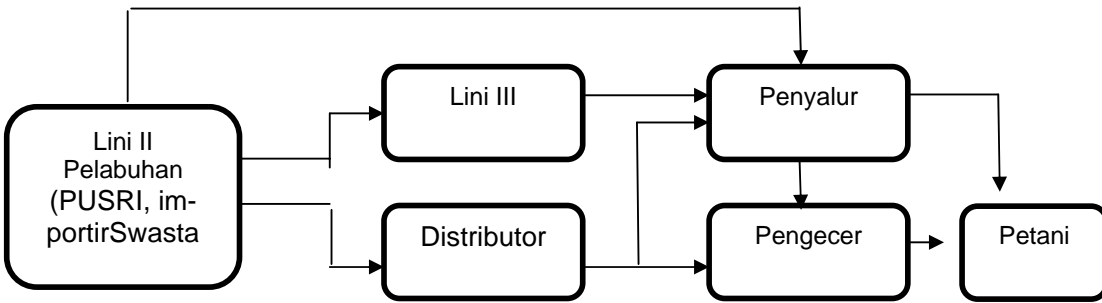 Lini II
Pelabuhan
(PUSRI, im-
portirSwasta
Lini III
Distributor
Penyalur
Pengecer
Petani